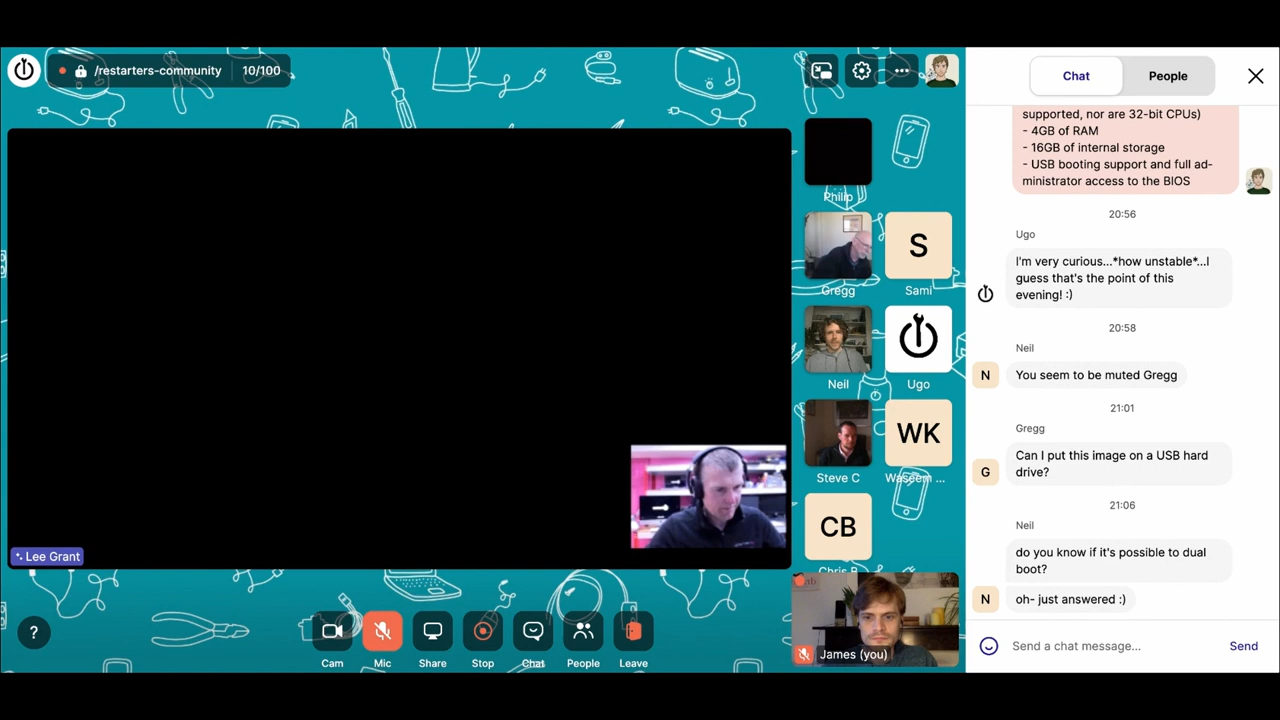 /restarters-community
10/100
Philip
Gregg
Sami
S
Neil
Ugo
Steve C
WK
Waseem ...
CB
Chris B
Lee Grant
James (you)
?
Cam
Mic
Share
Stop
Chat
People
Leave
Chat
People
supported, nor are 32-bit CPUs)
- 4GB of RAM
- 16GB of internal storage
- USB booting support and full ad-
ministrator access to the BIOS
20:56
Ugo
I'm very curious...*how unstable*...I
guess that's the point of this
evening! :)
20:58
Neil
N
You seem to be muted Gregg
21:01
Gregg
Can I put this image on a USB hard
drive?
G
21:06
Neil
do you know if it's possible to dual
boot?
N
oh- just answered :)
Send a chat message...
Send